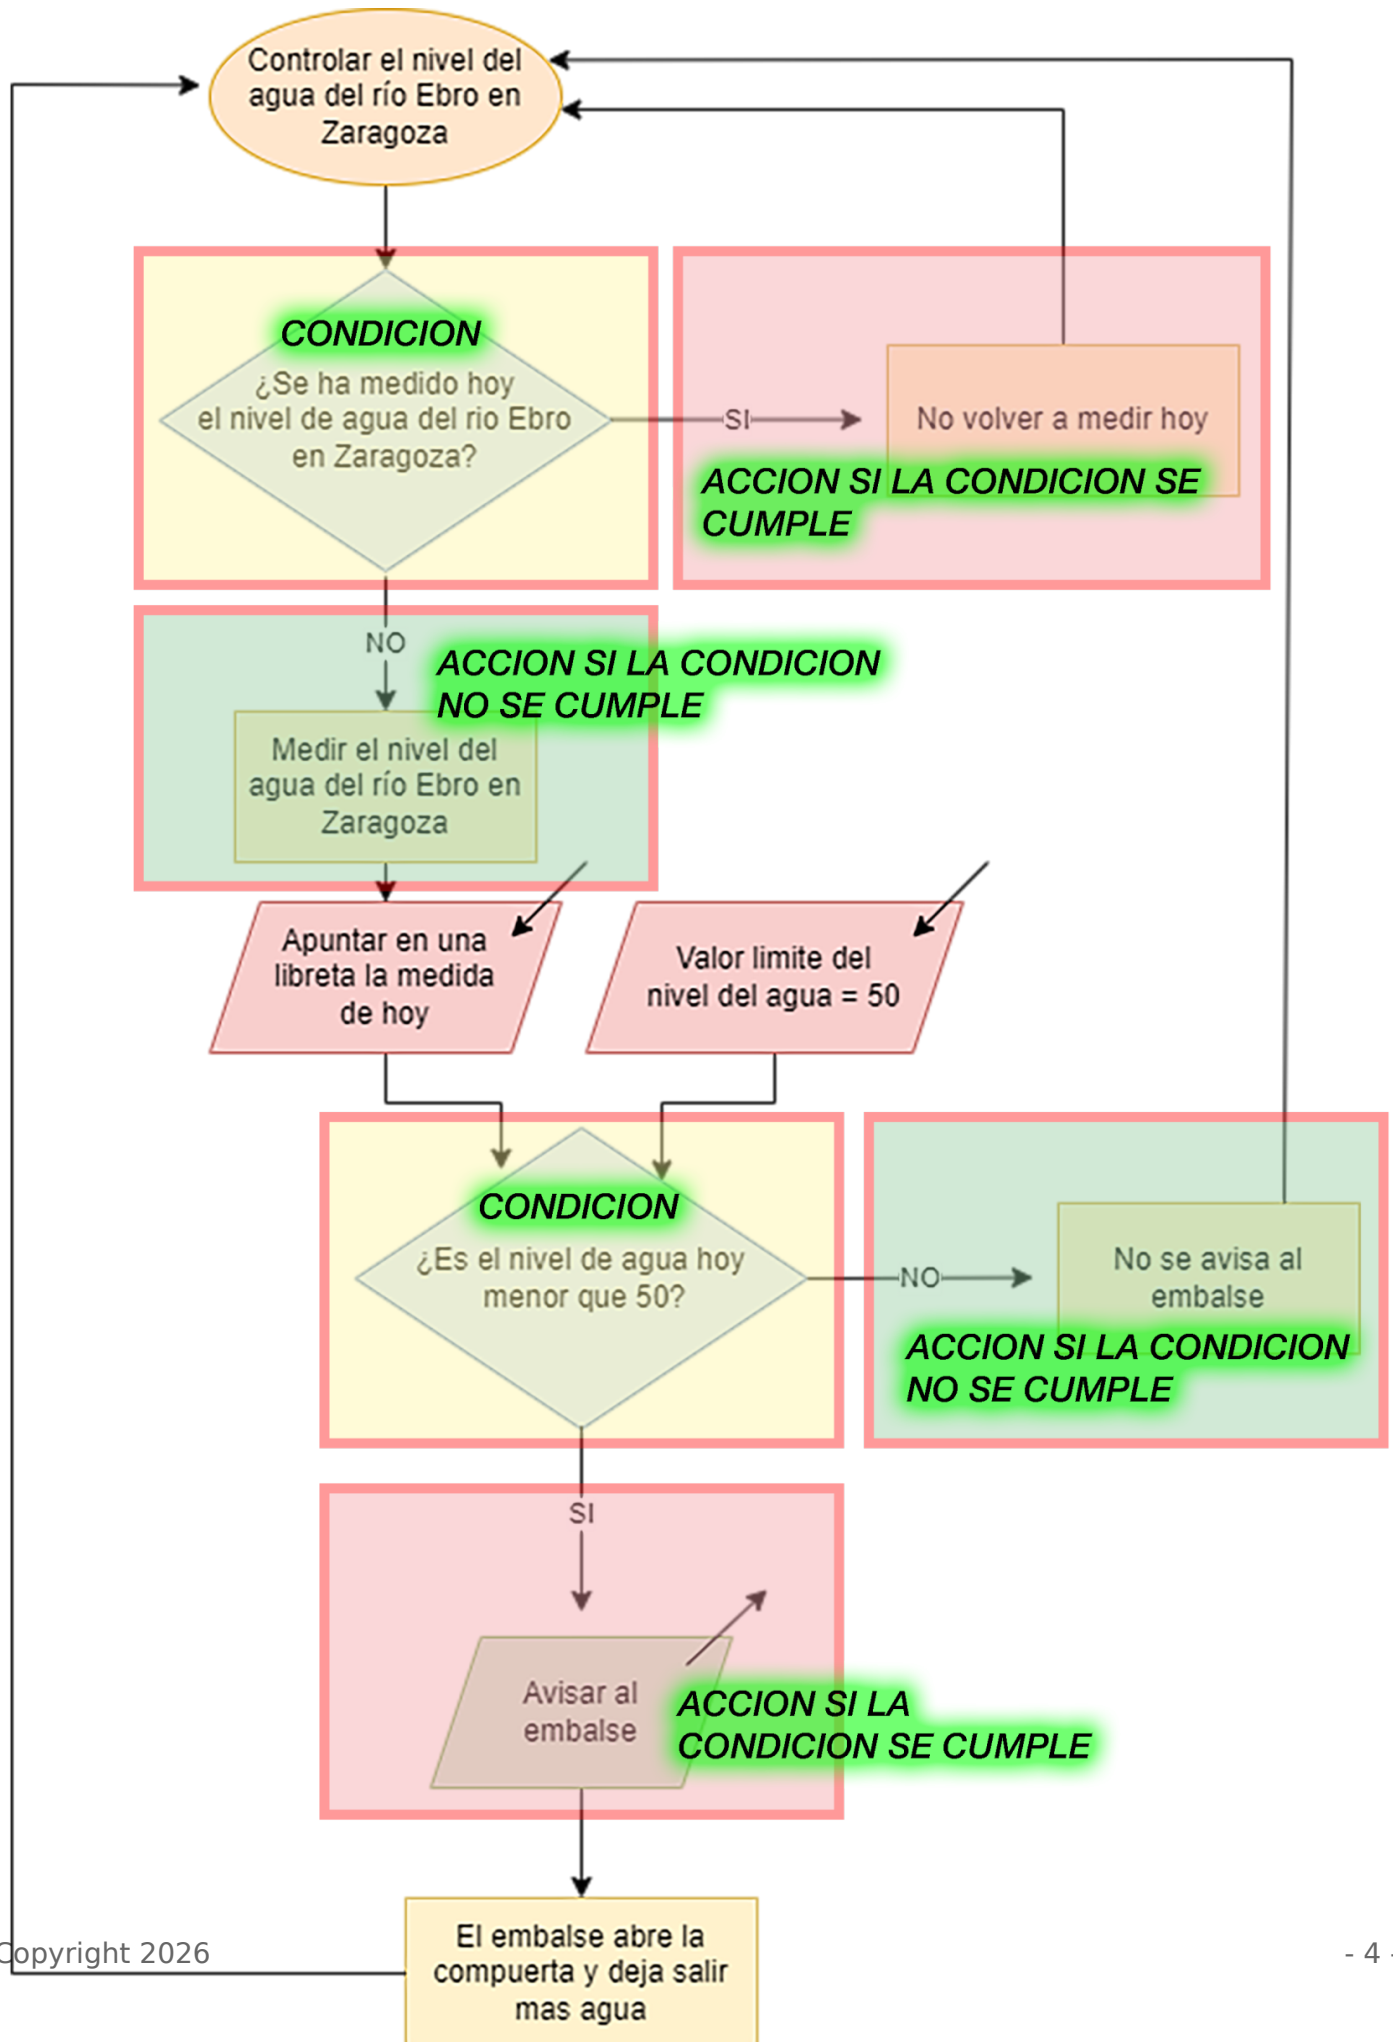 Controlar el nivel del
agua del río Ebro en
Zaragoza
CONDICION
¿Se ha medido hoy
el nivel de agua del rio Ebro
en Zaragoza?
SI
No volver a medir hoy
ACCION SI LA CONDICION SE
CUMPLE
NO
ACCION SI LA CONDICION
NO SE CUMPLE
Medir el nivel del
agua del río Ebro en
Zaragoza
Apuntar en una
libreta la medida
de hoy
Valor limite del
nivel del agua = 50
CONDICION
¿Es el nivel de agua hoy
menor que 50?
NO
No se avisa al
embalse
ACCION SI LA CONDICION
NO SE CUMPLE
SI
Avisar al
embalse
ACCION SI LA
CONDICION SE CUMPLE
El embalse abre la
compuerta y deja salir
mas agua
Copyright 2026
- 4 -